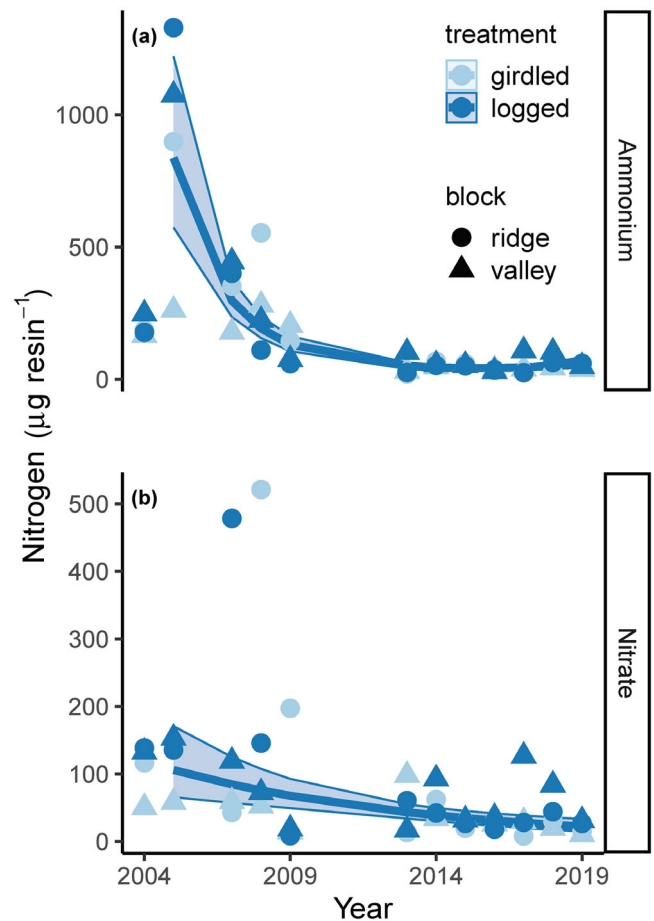 (a)
treatment
girdled
logged
block
ridge
valley
Ammonium
1000
500
0
Nitrogen (μg resin⁻¹)
(b)
Nitrate
500
400
300
200
100
0
2004 2009 2014 2019
Year